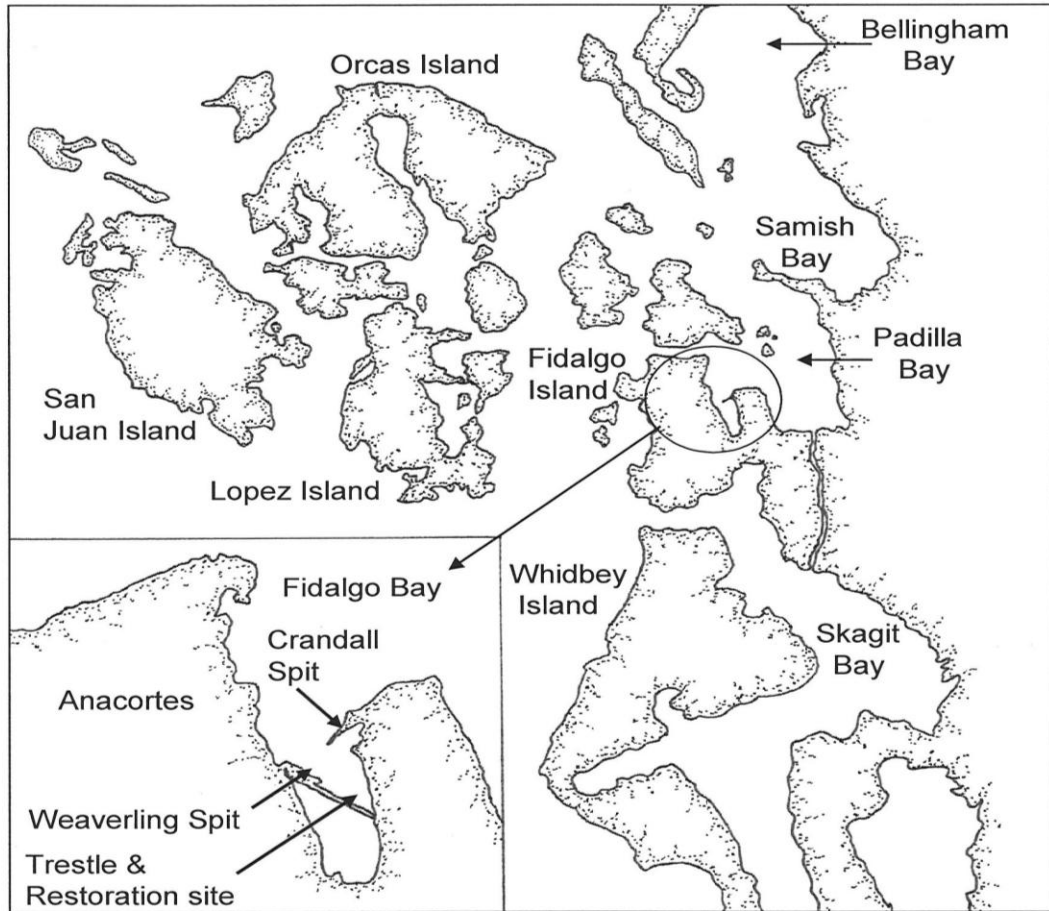 Bellingham
Bay
Orcas Island
Samish
Bay
Padilla
Bay
Fidalgo
Island
San
Juan Island
Lopez Island
Fidalgo Bay
Crandall
Spit
Anacortes
Weaverling Spit
Trestle &
Restoration site
Whidbey
Island
Skagit
Bay